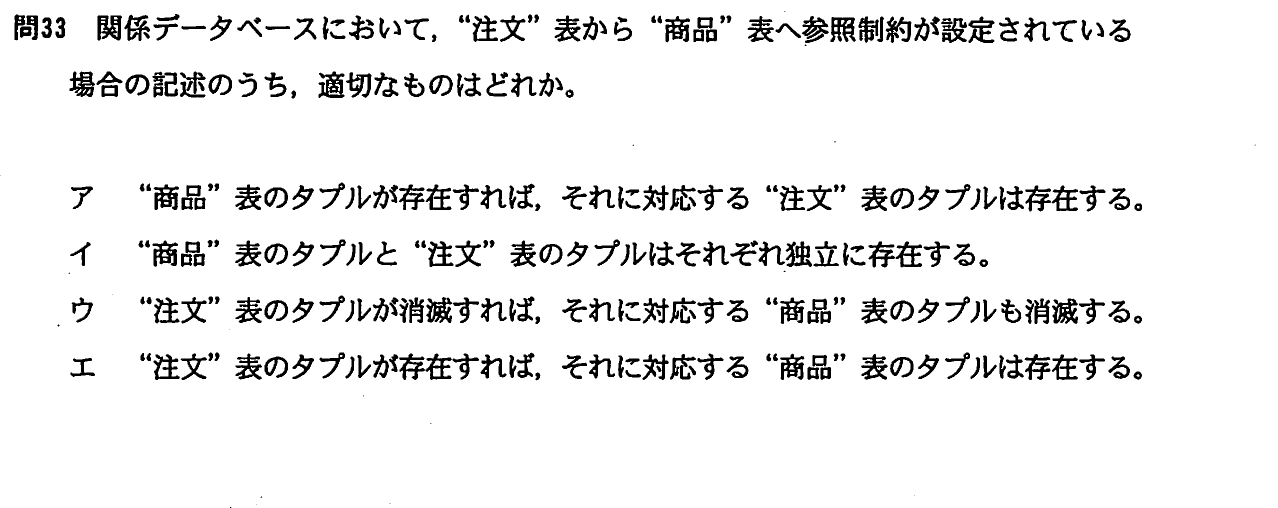 問33 関係データベースにおいて，“注文”表から“商品”表へ参照制約が設定されている
場合の記述のうち，適切なものはどれか。
ア “商品”表のタプルが存在すれば，それに対応する“注文”表のタプルは存在する。
イ “商品”表のタプルと“注文”表のタプルはそれぞれ独立に存在する。
ウ “注文”表のタプルが消滅すれば，それに対応する“商品”表のタプルも消滅する。
エ “注文”表のタプルが存在すれば，それに対応する“商品”表のタプルは存在する。